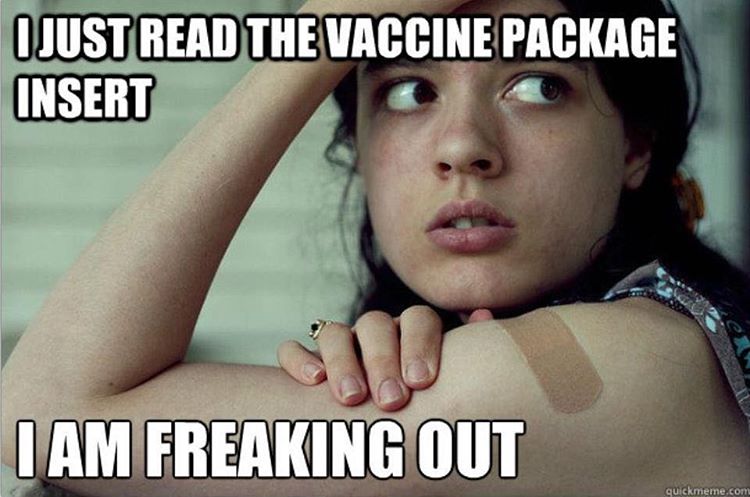 I JUST READ THE VACCINE PACKAGE
INSERT
I AM FREAKING OUT
quickmeme.com